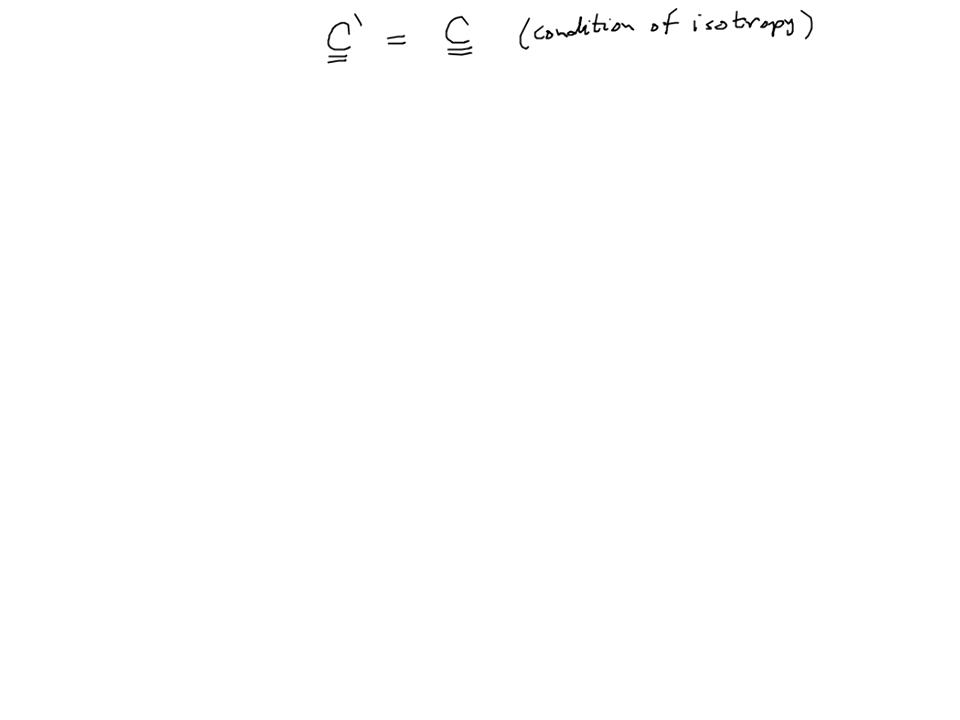 C' = C (condition of isotropy)